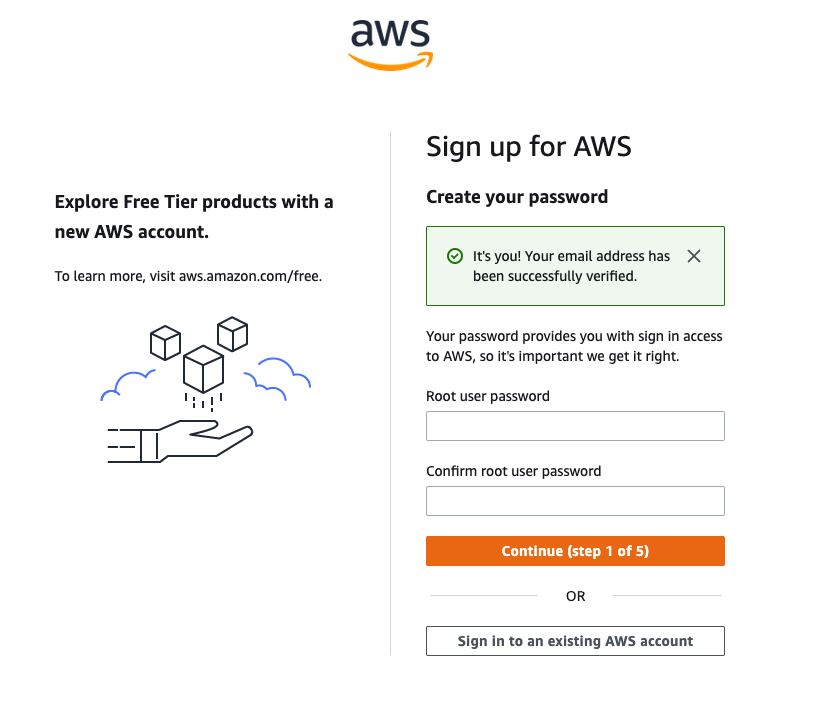 aws
Explore Free Tier products with a
new AWS account.
To learn more, visit aws.amazon.com/free.
Sign up for AWS
Create your password
It's you! Your email address has
been successfully verified.
Your password provides you with sign in access
to AWS, so it's important we get it right.
Root user password
Confirm root user password
Continue (step 1 of 5)
OR
Sign in to an existing AWS account